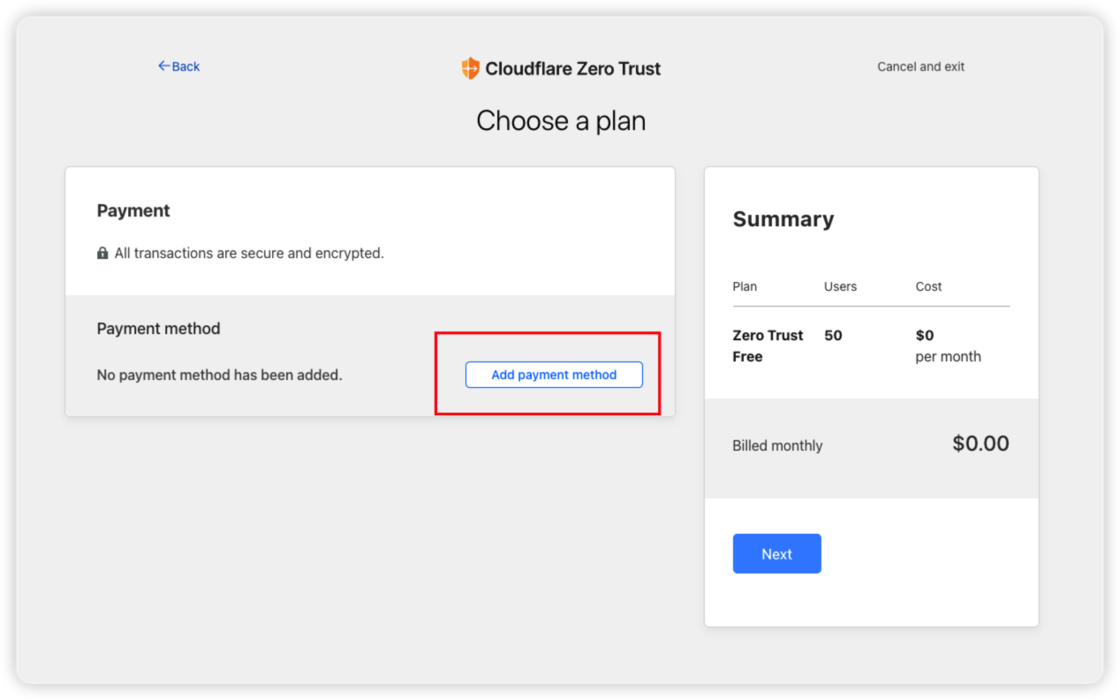 ←Back
Cloudflare Zero Trust
Cancel and exit
Choose a plan
Payment
All transactions are secure and encrypted.
Payment method
No payment method has been added.
Add payment method
Summary
Plan Users Cost
Zero Trust 50 $0
Free per month
Billed monthly $0.00
Next